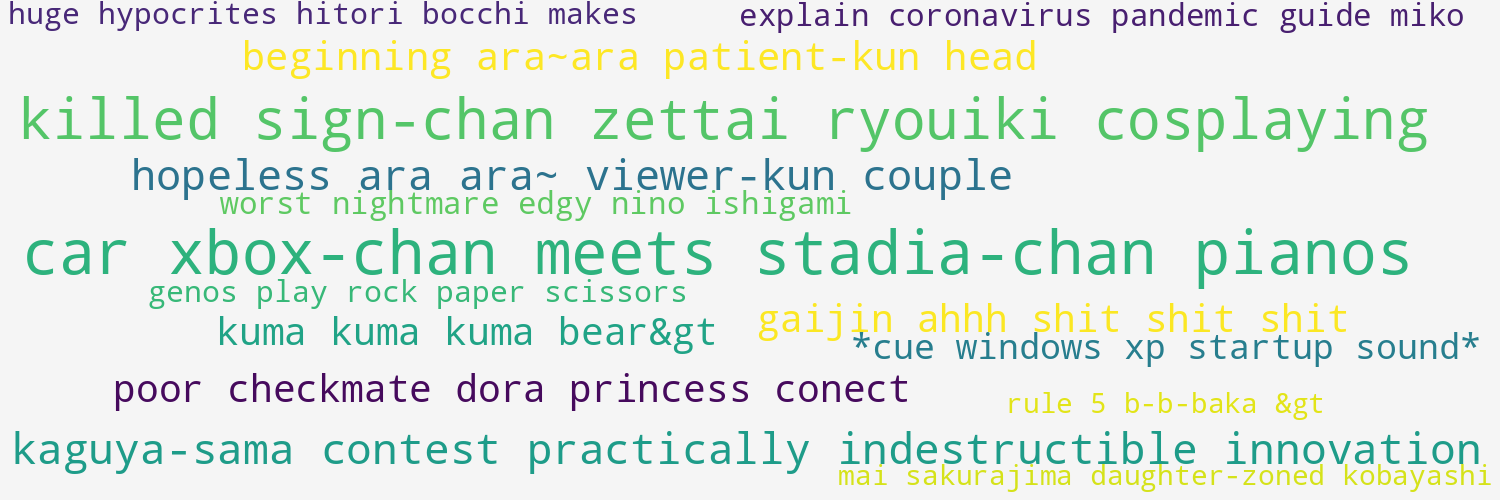 huge hypocrites hitori bocchi makes
explain coronavirus pandemic guide miko
beginning ara~ara patient-kun head
killed sign-chan zettai ryouiki cosplaying
hopeless ara ara~ viewer-kun couple
worst nightmare edgy nino ishigami
car xbox-chan meets stadia-chan pianos
genos play rock paper scissors
gaijin ahhh shit shit shit
kuma kuma kuma bear&gt
*cue windows xp startup sound*
poor checkmate dora princess conect
rule 5 b-b-baka &gt
kaguya-sama contest practically indestructible innovation
mai sakurajima daughter-zoned kobayashi